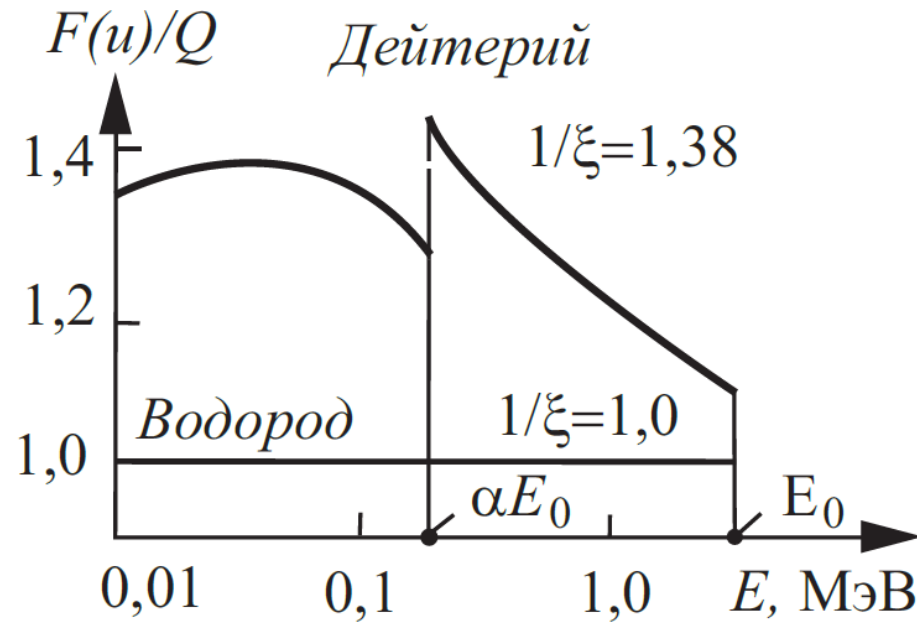 F(u)/Q
Дейтерий
1,4
1/ξ=1,38
1,2
Водород
1/ξ=1,0
1,0
αE₀
E₀
0,01
0,1
1,0
E, МэВ